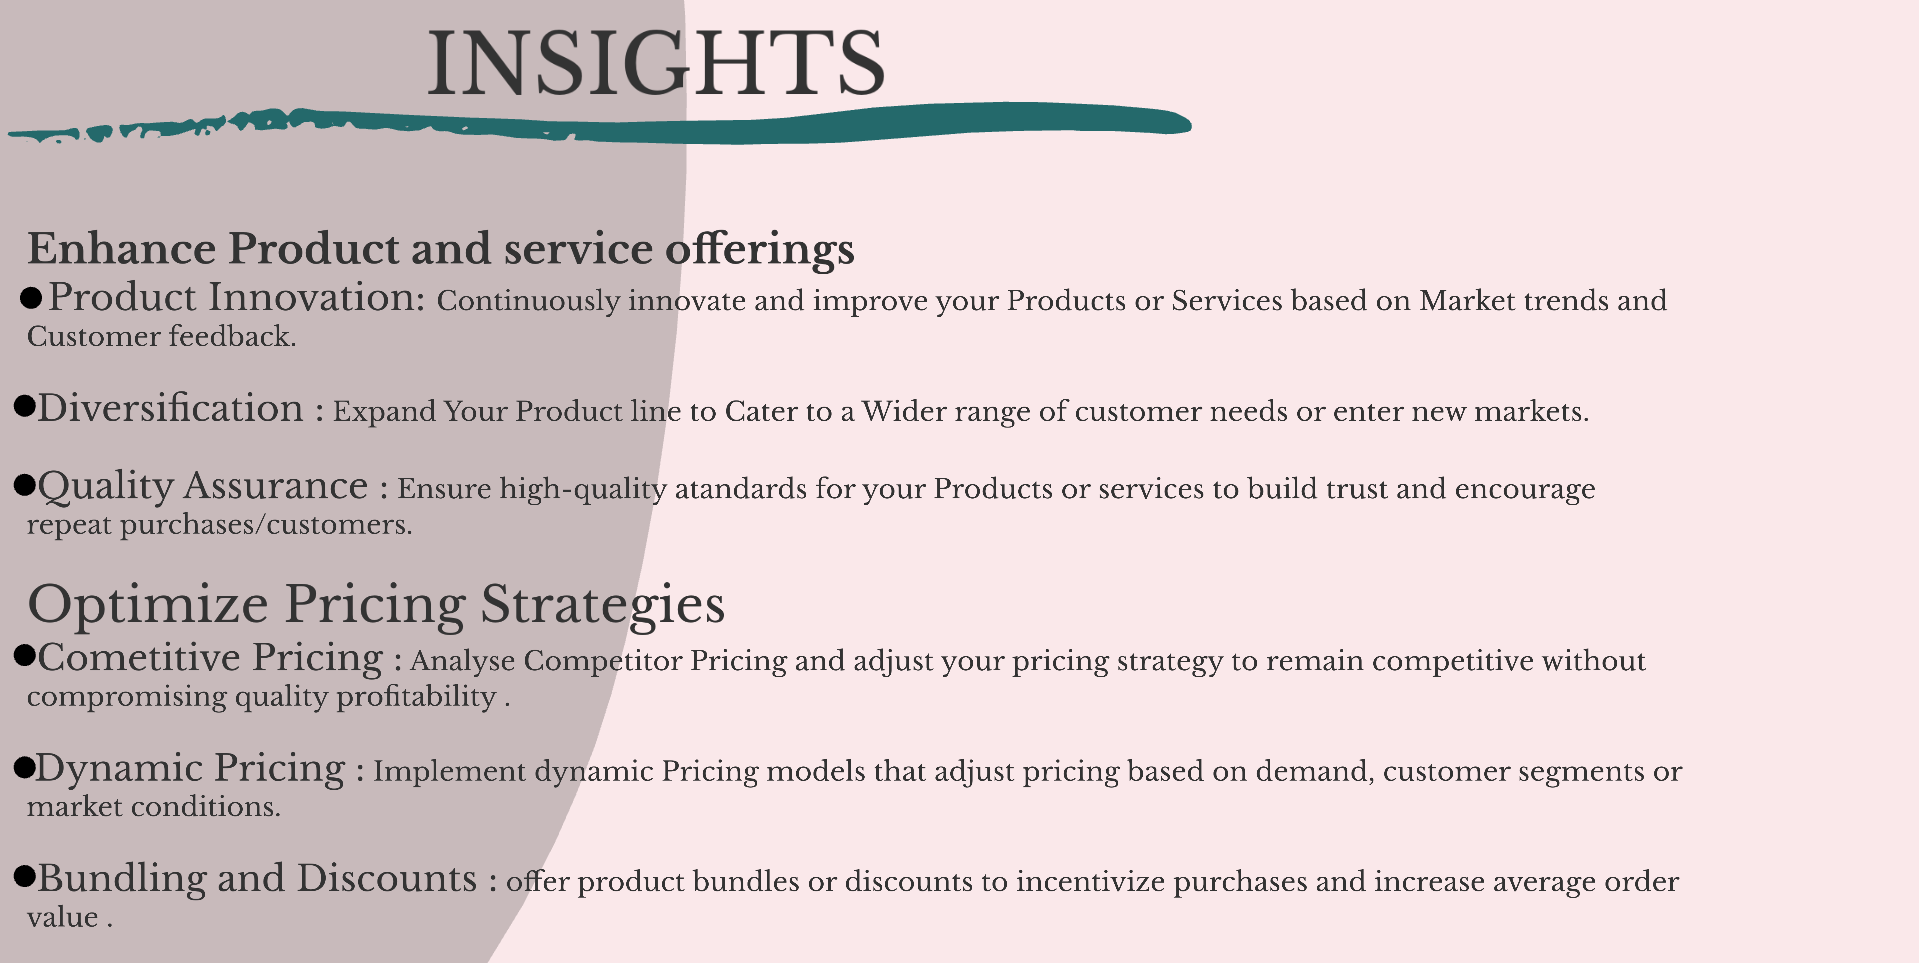 INSIGHTS
Enhance Product and service offerings
● Product Innovation: Continuously innovate and improve your Products or Services based on Market trends and
Customer feedback.
●Diversification : Expand Your Product line to Cater to a Wider range of customer needs or enter new markets.
●Quality Assurance : Ensure high-quality atandards for your Products or services to build trust and encourage
repeat purchases/customers.
Optimize Pricing Strategies
●Cometitive Pricing : Analyse Competitor Pricing and adjust your pricing strategy to remain competitive without
compromising quality profitability .
●Dynamic Pricing : Implement dynamic Pricing models that adjust pricing based on demand, customer segments or
market conditions.
●Bundling and Discounts : offer product bundles or discounts to incentivize purchases and increase average order
value .